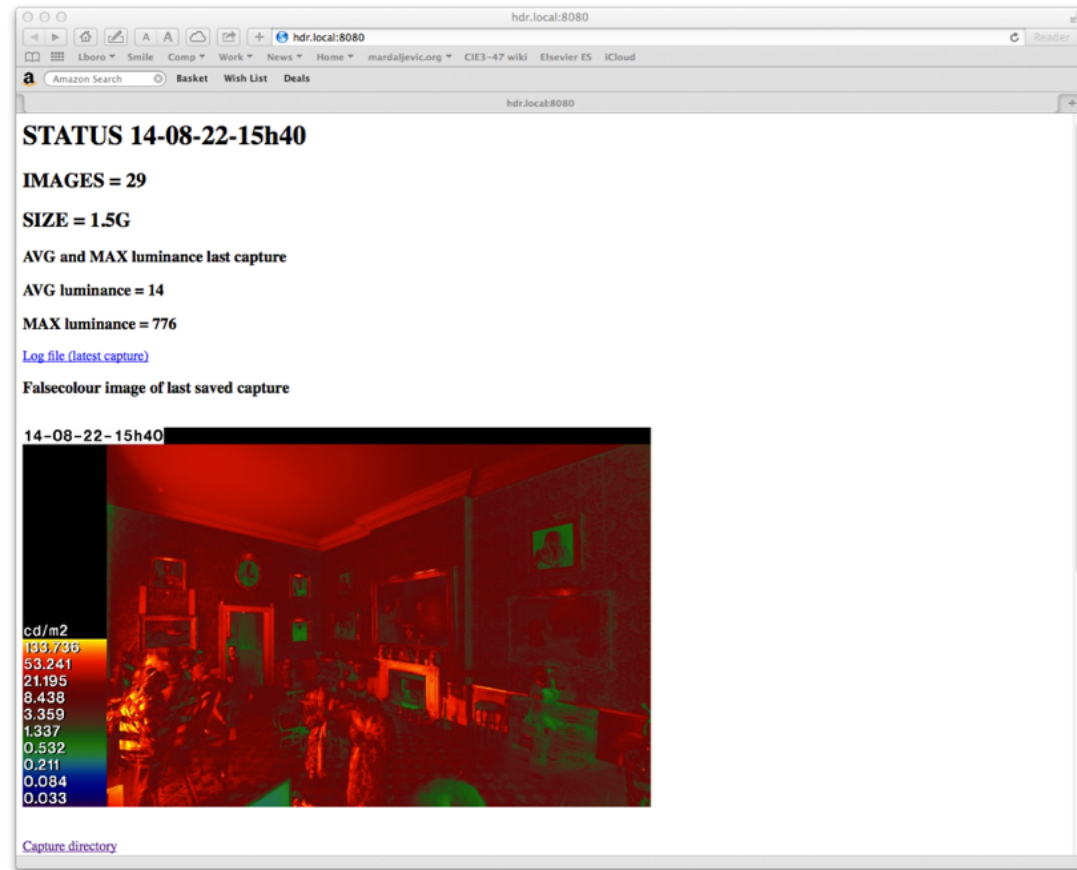 hdr.local:8080
A A + hdr.local:8080 Reader
Lboro Smile Comp Work News Home mardaljevic.org CIE3-47 wiki Elsevier ES iCloud
a Amazon Search Basket Wish List Deals
hdr.local:8080 +
STATUS 14-08-22-15h40
IMAGES = 29
SIZE = 1.5G
AVG and MAX luminance last capture
AVG luminance = 14
MAX luminance = 776
Log file (latest capture)
Falsecolour image of last saved capture
14-08-22-15h40
cd/m2
133.736
53.241
21.195
8.438
3.359
1.337
0.532
0.211
0.084
0.033
Capture directory